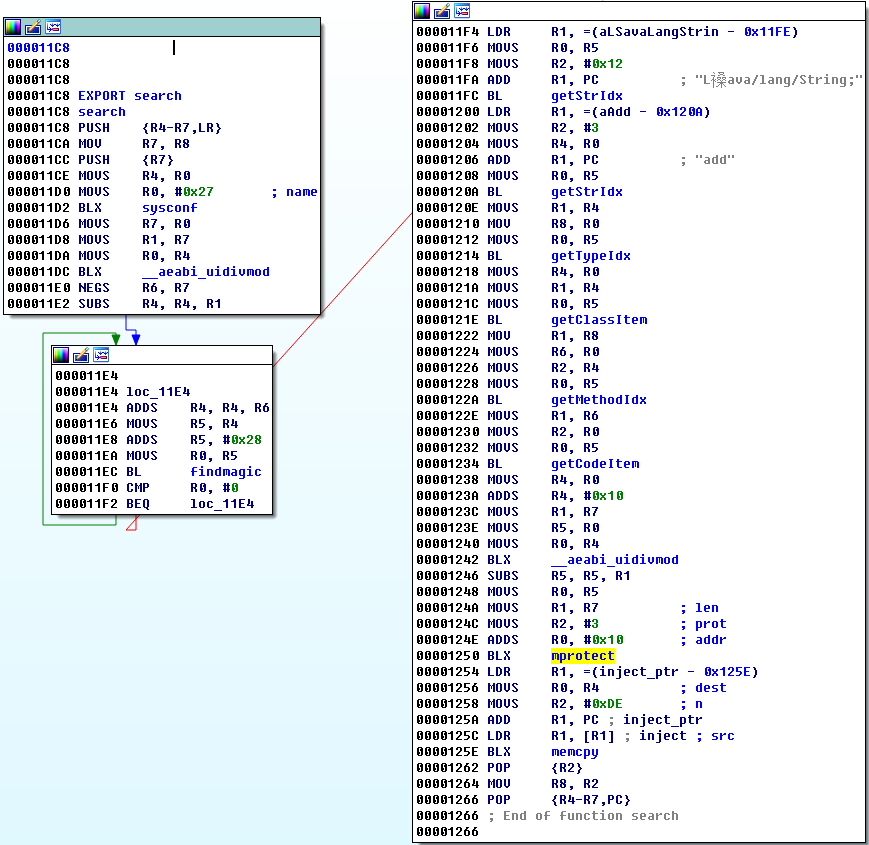 000011C8
000011C8
000011C8
000011C8 EXPORT search
000011C8 search
000011C8 PUSH {R4-R7,LR}
000011CA MOV R7, R8
000011CC PUSH {R7}
000011CE MOVS R4, R0
000011D0 MOVS R0, #0x27 ; name
000011D2 BLX sysconf
000011D6 MOVS R7, R0
000011D8 MOVS R1, R7
000011DA MOVS R0, R4
000011DC BLX __aeabi_uidivmod
000011E0 NEGS R6, R7
000011E2 SUBS R4, R4, R1
000011E4
000011E4 loc_11E4
000011E4 ADDS R4, R4, R6
000011E6 MOVS R5, R4
000011E8 ADDS R5, #0x28
000011EA MOVS R0, R5
000011EC BL findmagic
000011F0 CMP R0, #0
000011F2 BEQ loc_11E4
000011F4 LDR R1, =(aLSavaLangStrin - 0x11FE)
000011F6 MOVS R0, R5
000011F8 MOVS R2, #0x12
000011FA ADD R1, PC ; "L禄ava/lang/String;"
000011FC BL getStrIdx
00001200 LDR R1, =(aAdd - 0x120A)
00001202 MOVS R2, #3
00001204 MOVS R4, R0
00001206 ADD R1, PC ; "add"
00001208 MOVS R0, R5
0000120A BL getStrIdx
0000120E MOVS R1, R4
00001210 MOV R8, R0
00001212 MOVS R0, R5
00001214 BL getTypeIdx
00001218 MOVS R4, R0
0000121A MOVS R1, R4
0000121C MOVS R0, R5
0000121E BL getClassItem
00001222 MOV R1, R8
00001224 MOVS R6, R0
00001226 MOVS R2, R4
00001228 MOVS R0, R5
0000122A BL getMethodIdx
0000122E MOVS R1, R6
00001230 MOVS R2, R0
00001232 MOVS R0, R5
00001234 BL getCodeItem
00001238 MOVS R4, R0
0000123A ADDS R4, #0x10
0000123C MOVS R1, R7
0000123E MOVS R5, R0
00001240 MOVS R0, R4
00001242 BLX __aeabi_uidivmod
00001246 SUBS R5, R5, R1
00001248 MOVS R0, R5
0000124A MOVS R1, R7 ; len
0000124C MOVS R2, #3 ; prot
0000124E ADDS R0, #0x10 ; addr
00001250 BLX mprotect
00001254 LDR R1, =(inject_ptr - 0x125E)
00001256 MOVS R0, R4 ; dest
00001258 MOVS R2, #0xDE ; n
0000125A ADD R1, PC ; inject_ptr
0000125C LDR R1, [R1] ; inject ; src
0000125E BLX memcpy
00001262 POP {R2}
00001264 MOV R8, R2
00001266 POP {R4-R7,PC}
00001266 ; End of function search
00001266